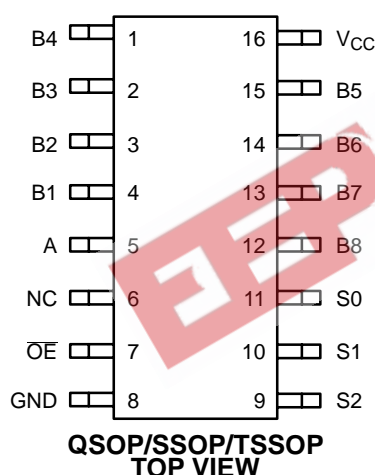 B4 1 16 VCC
B3 2 15 B5
B2 3 14 B6
B1 4 13 B7
A 5 12 B8
NC 6 11 S0
OE 7 10 S1
GND 8 9 S2
QSOP/SSOP/TSSOP
TOP VIEW
EEP